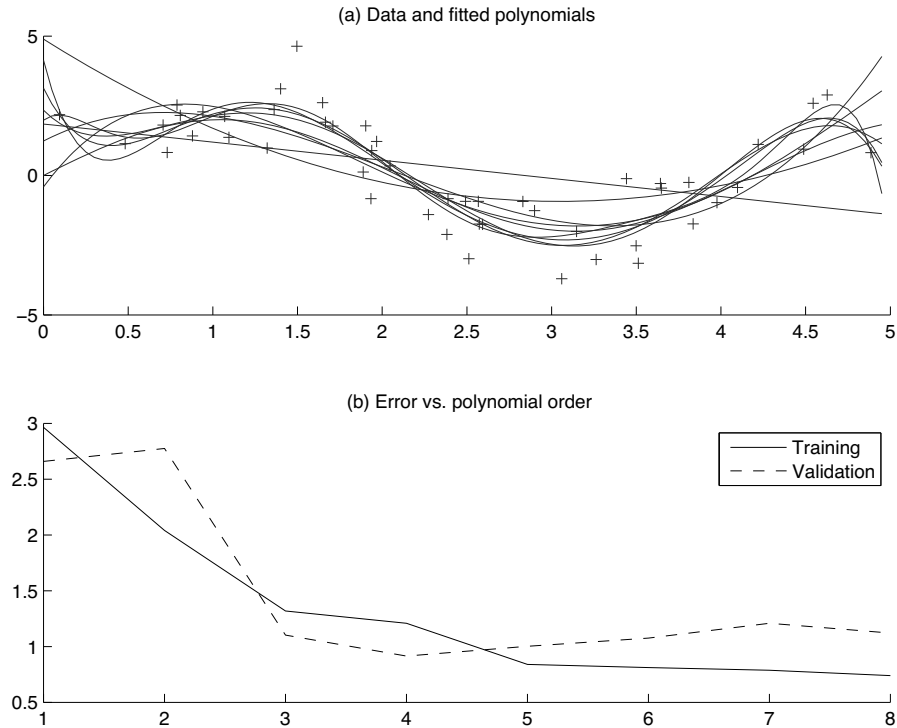 (a) Data and fitted polynomials
5
0
−5
0 0.5 1 1.5 2 2.5 3 3.5 4 4.5 5
(b) Error vs. polynomial order
3
2.5
2
1.5
1
0.5
Training
Validation
1 2 3 4 5 6 7 8